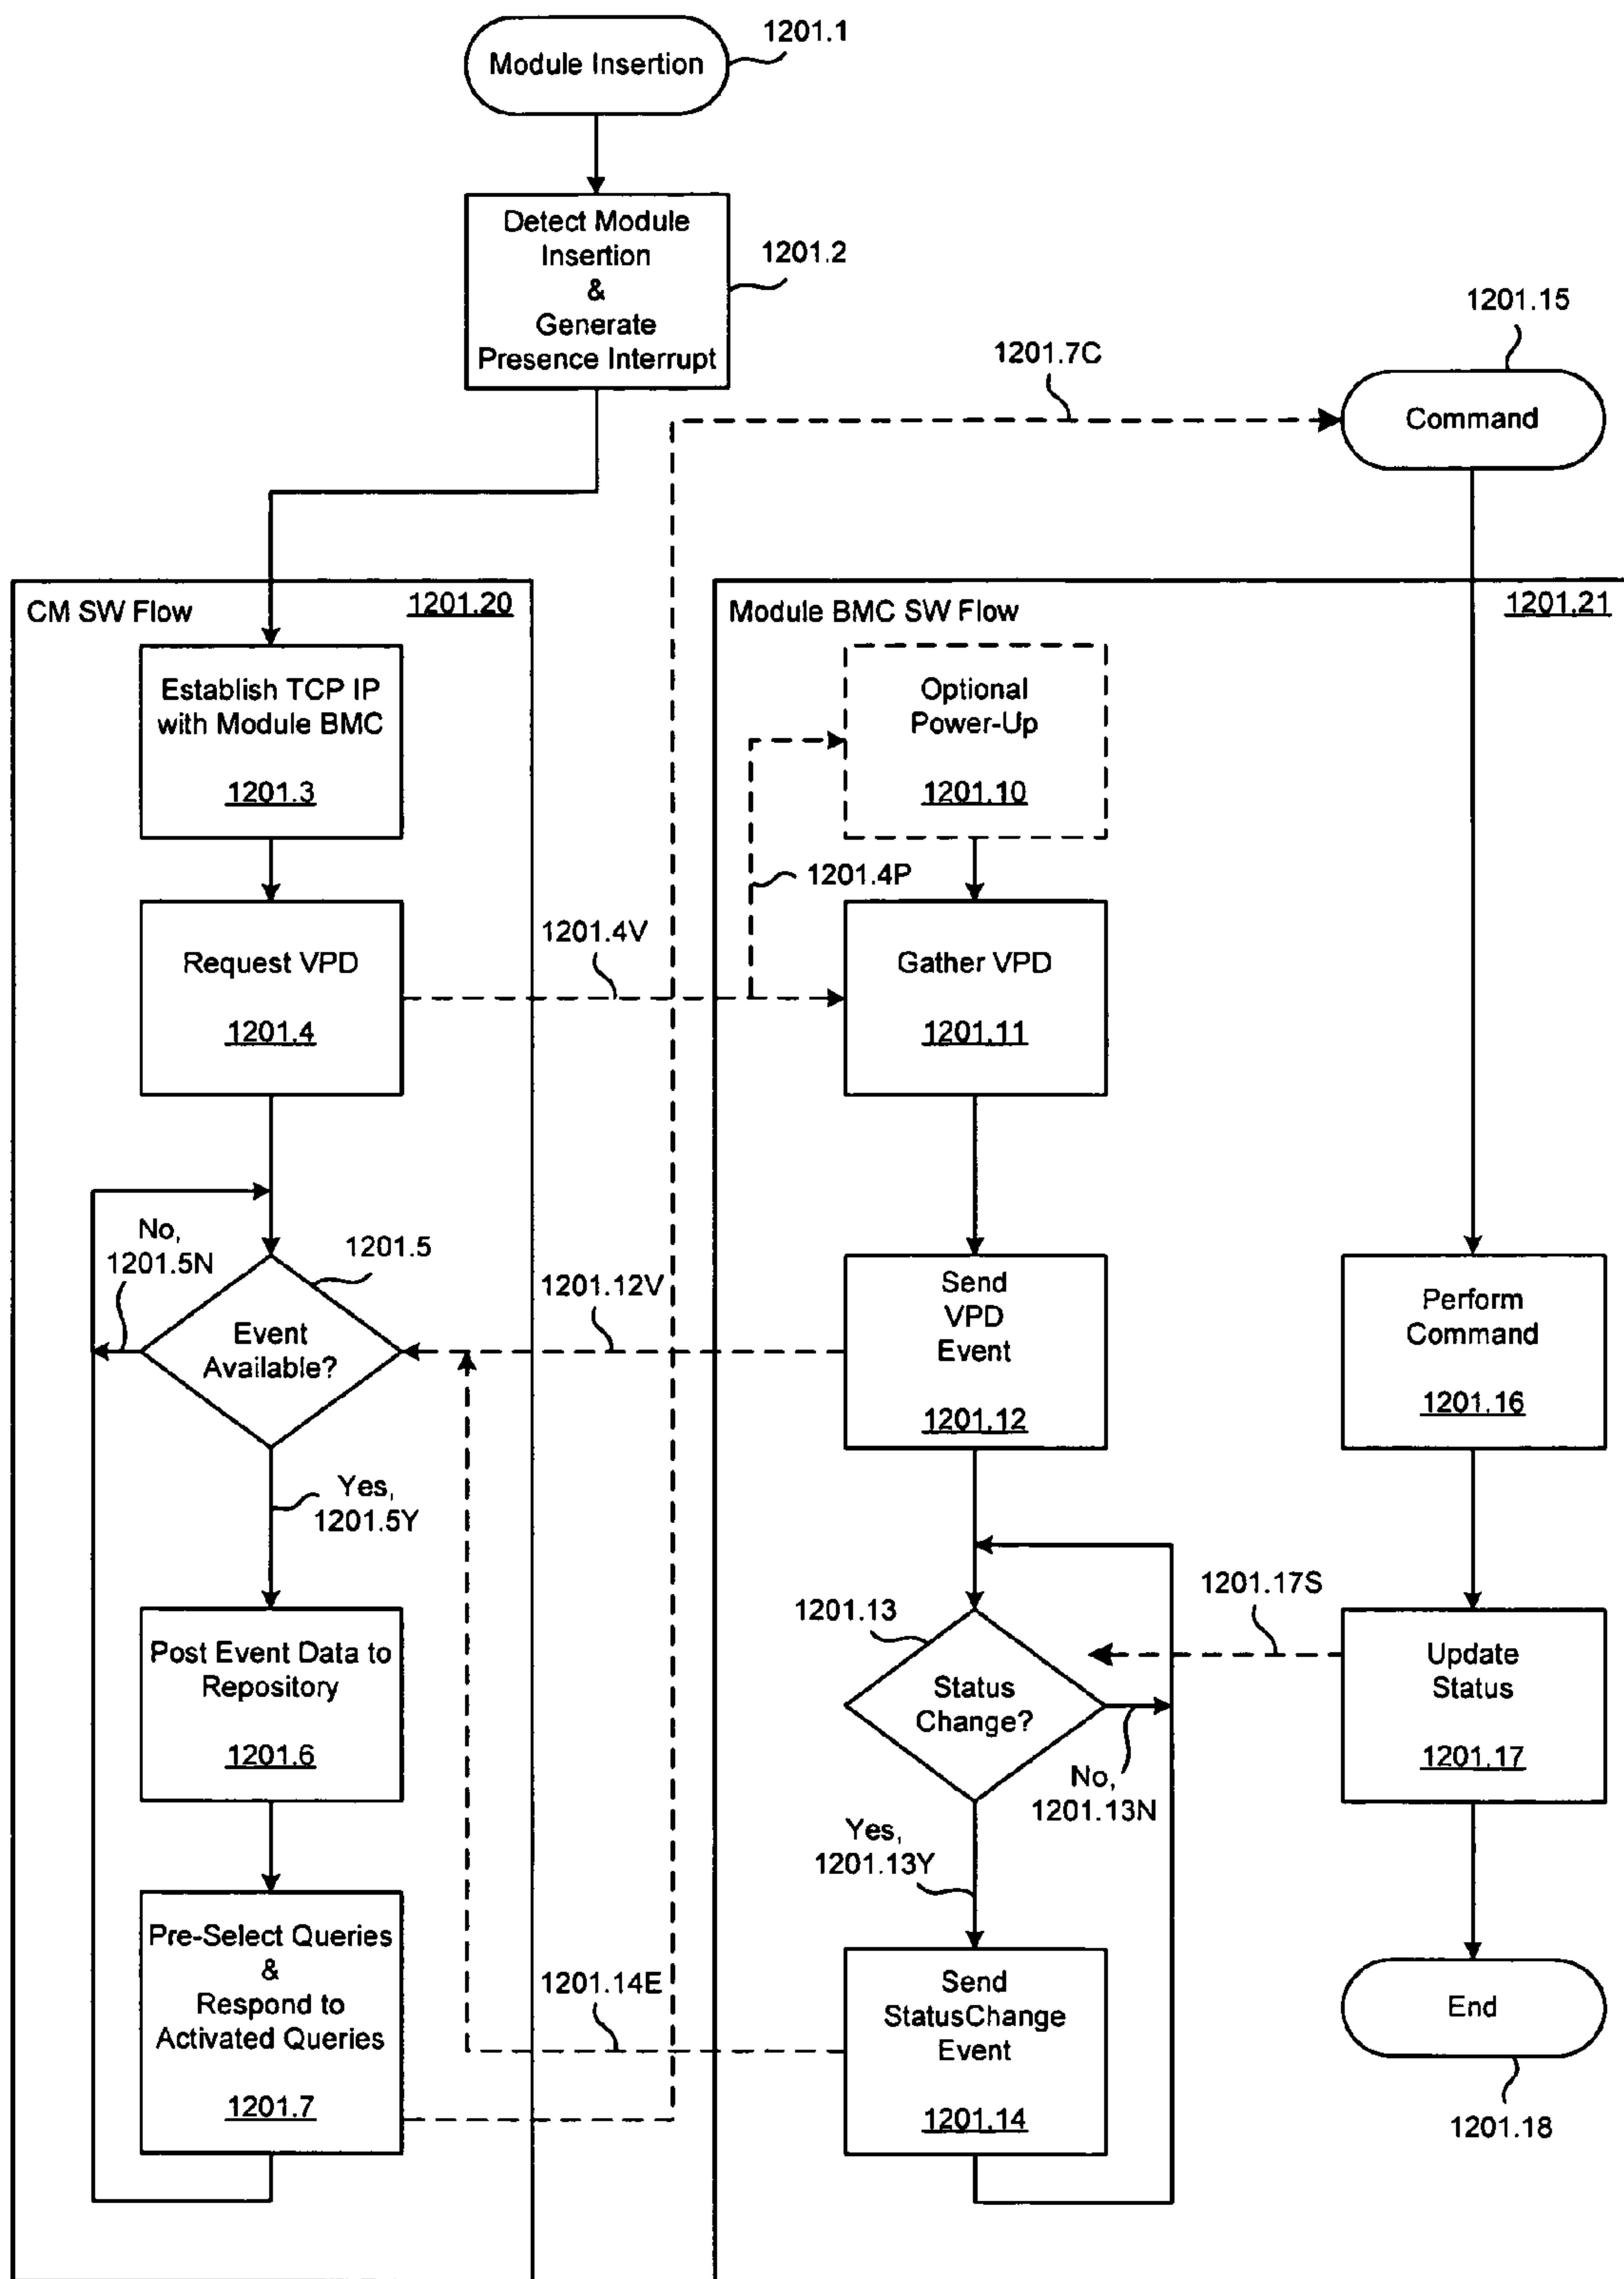 1201.1
Module Insertion
Detect Module
Insertion
&
Generate
Presence Interrupt
1201.2
1201.15
1201.7C
Command
CM SW Flow
1201.20
Establish TCP IP
with Module BMC
1201.3
Request VPD
1201.4
1201.4V
No,
1201.5N
1201.5
Event
Available?
1201.12V
Yes,
1201.5Y
Post Event Data to
Repository
1201.6
Pre-Select Queries
&
Respond to
Activated Queries
1201.7
1201.14E
Module BMC SW Flow
1201.21
Optional
Power-Up
1201.10
1201.4P
Gather VPD
1201.11
Send
VPD
Event
1201.12
1201.13
Status
Change?
No,
1201.13N
Yes,
1201.13Y
Send
StatusChange
Event
1201.14
Perform
Command
1201.16
1201.17S
Update
Status
1201.17
End
1201.18